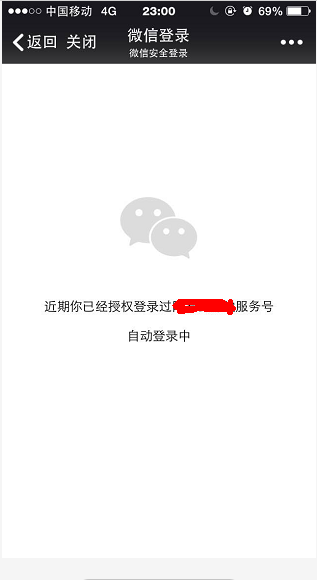 中国移动 4G 23:00 69%
返回 关闭 微信登录 •••
微信安全登录
近期你已经授权登录过 服务号
自动登录中